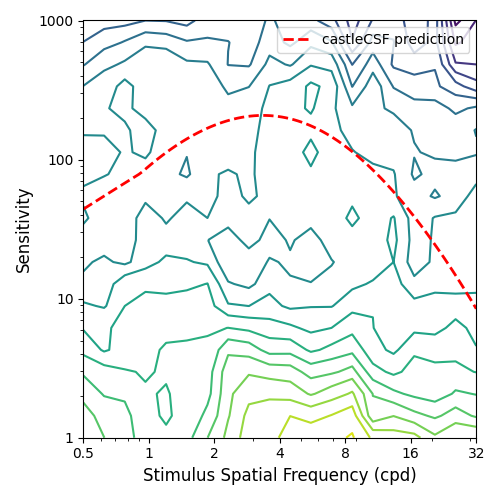 1000
castleCSF prediction
100
Sensitivity
10
1
0.5 1 2 4 8 16 32
Stimulus Spatial Frequency (cpd)